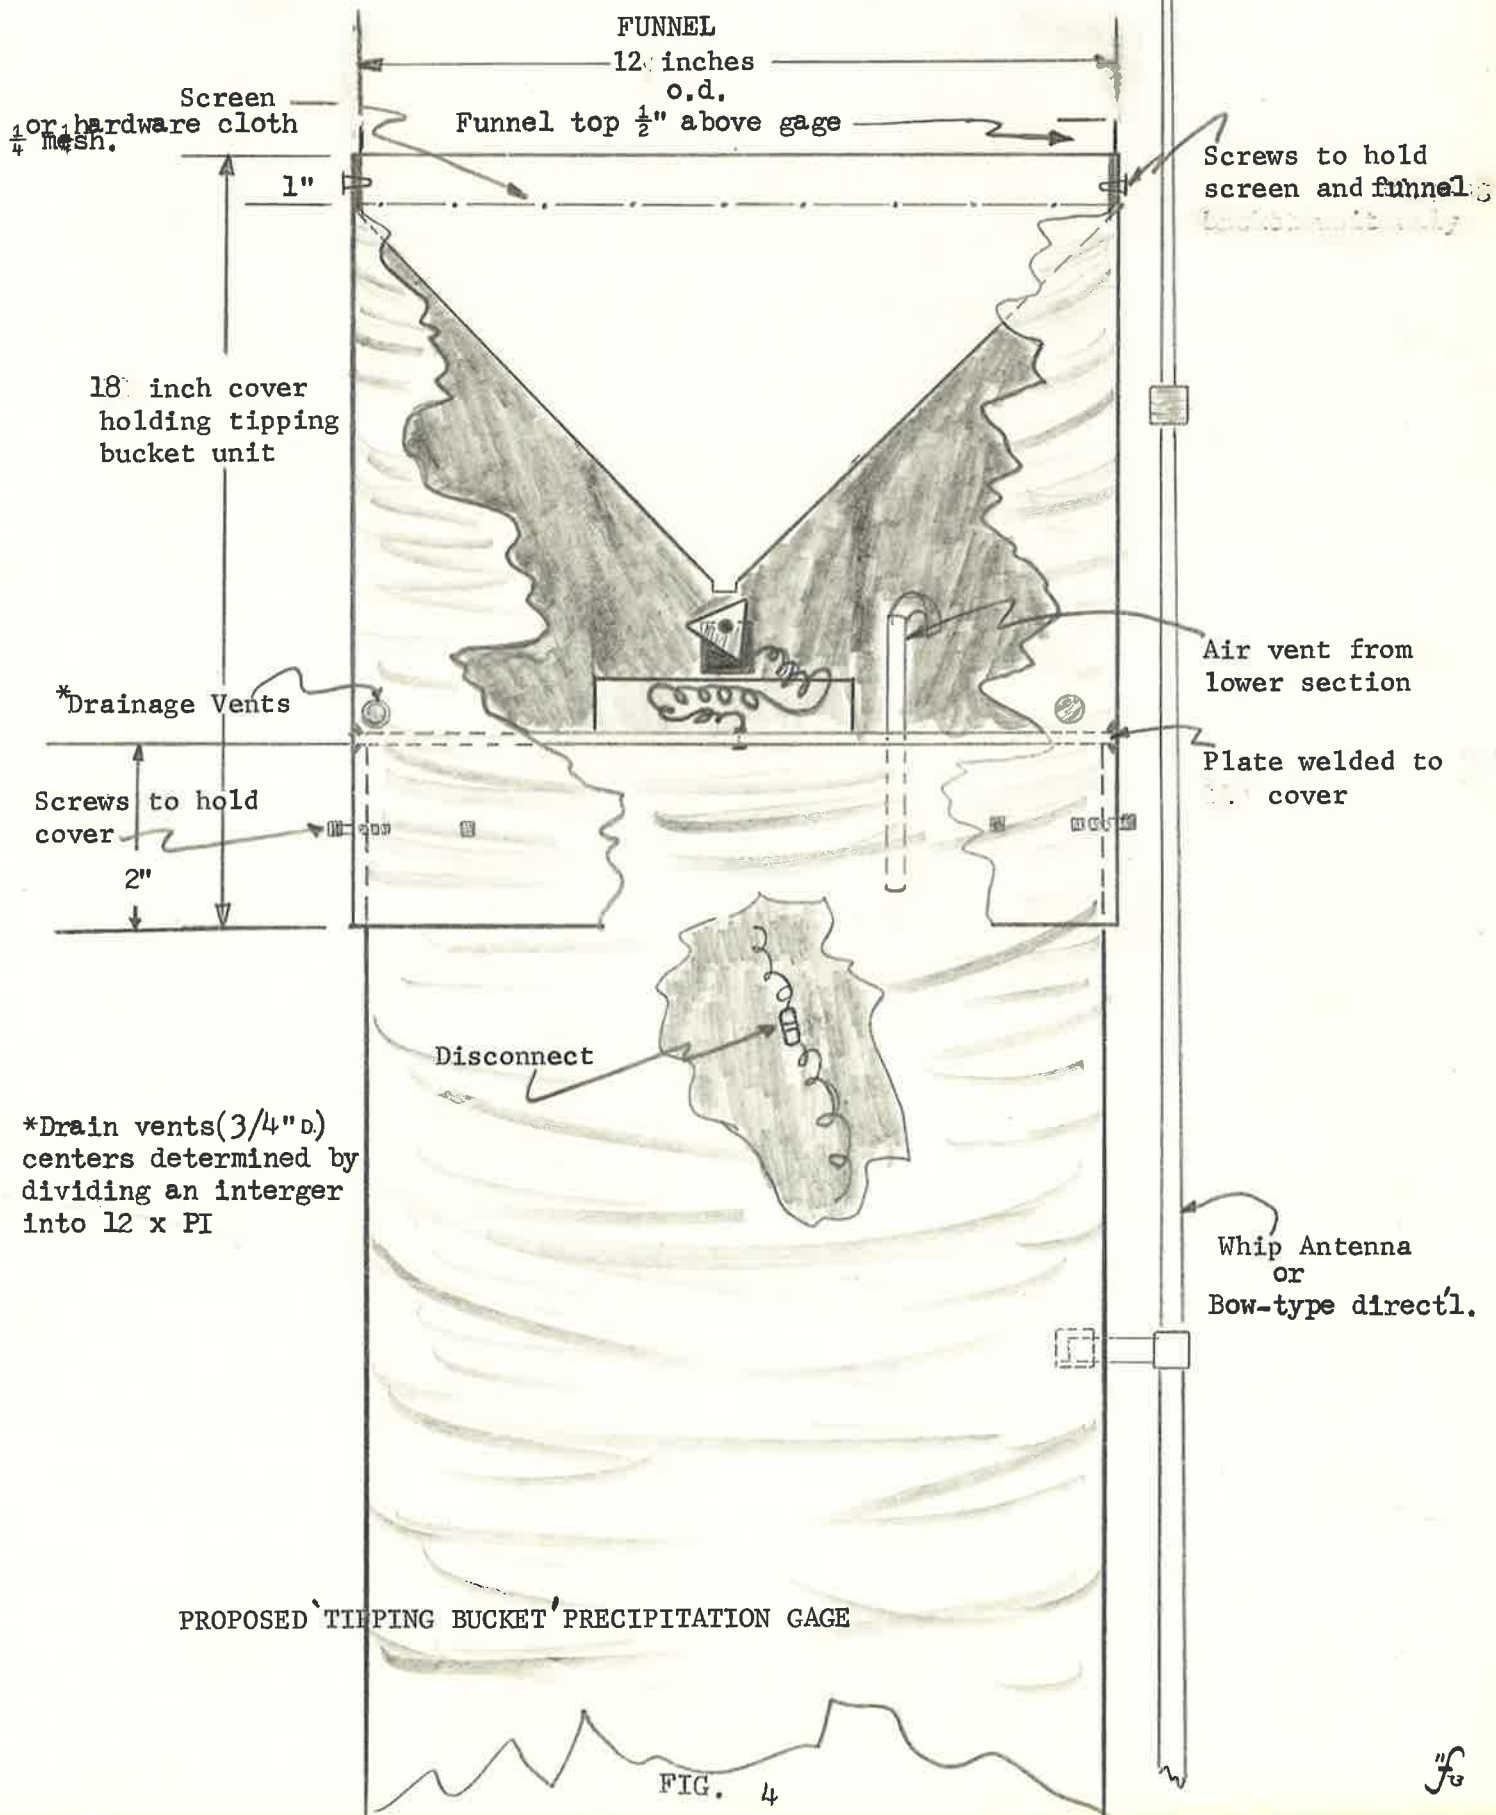 FUNNEL
12 inches
o.d.
Funnel top ½" above gage
Screen
or hardware cloth
¼ mesh.
1"
Screws to hold
screen and funnel
18 inch cover
holding tipping
bucket unit
*Drainage Vents
Air vent from
lower section
Plate welded to
cover
Screws to hold
cover
2"
Disconnect
*Drain vents(3/4" D.)
centers determined by
dividing an interger
into 12 x PI
Whip Antenna
or
Bow-type direct'l.
PROPOSED 'TIPPING BUCKET' PRECIPITATION GAGE
FIG. 4